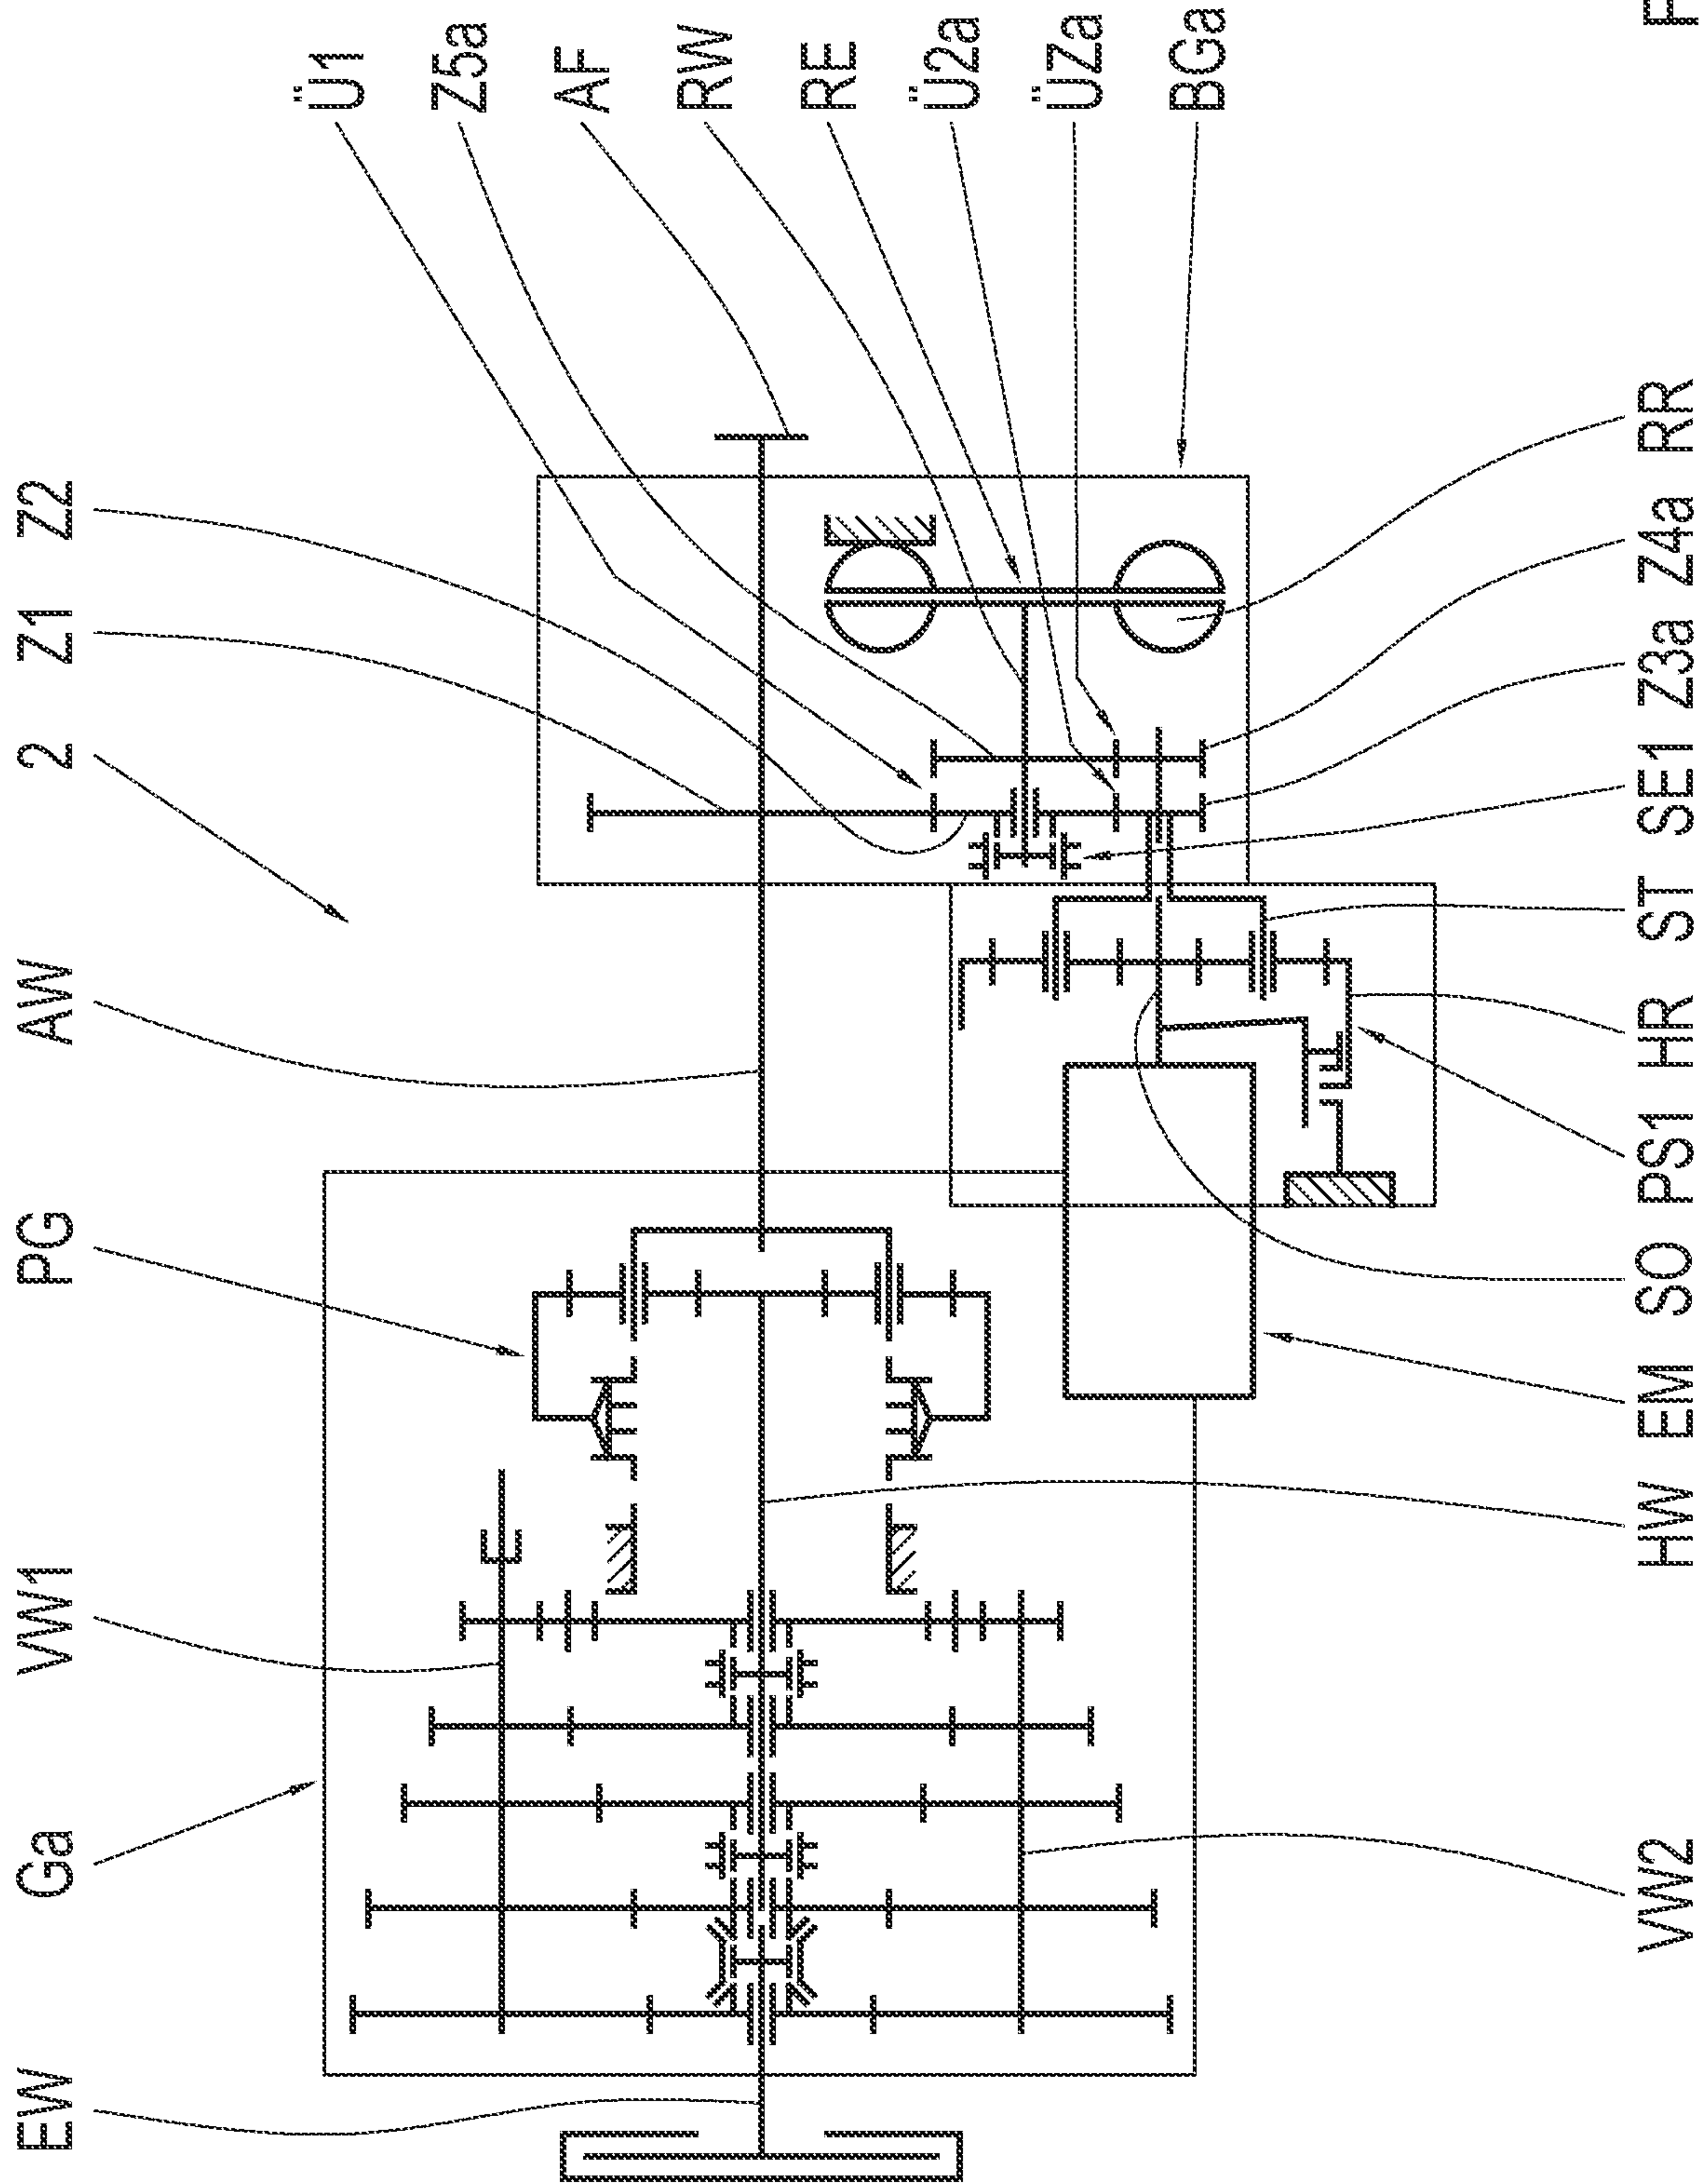 EW Ga VW1 PG AW 2 Z1 Z2
Ü1
Z5a
AF
RW
RE
Ü2a
ÜZa
BGa
VW2 HW EM SO PS1 HR ST SE1 Z3a Z4a RR